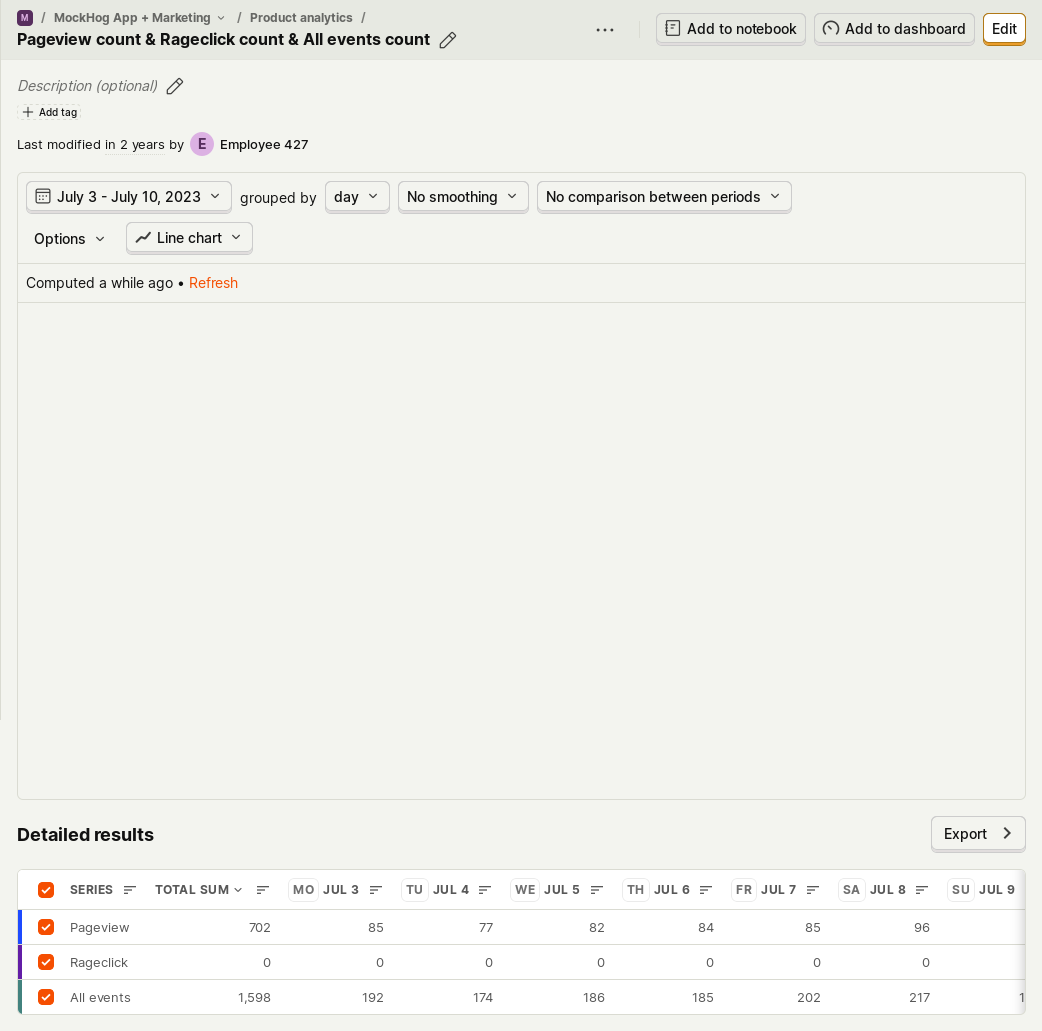 M / MockHog App + Marketing / Product analytics /
Pageview count & Rageclick count & All events count
Add to notebook Add to dashboard Edit
Description (optional)
Add tag
Last modified in 2 years by E Employee 427
July 3 - July 10, 2023 grouped by day No smoothing No comparison between periods
Options Line chart
Computed a while ago • Refresh
Detailed results
Export
SERIES TOTAL SUM MO JUL 3 TU JUL 4 WE JUL 5 TH JUL 6 FR JUL 7 SA JUL 8 SU JUL 9
Pageview 702 85 77 82 84 85 96
Rageclick 0 0 0 0 0 0 0
All events 1,598 192 174 186 185 202 217